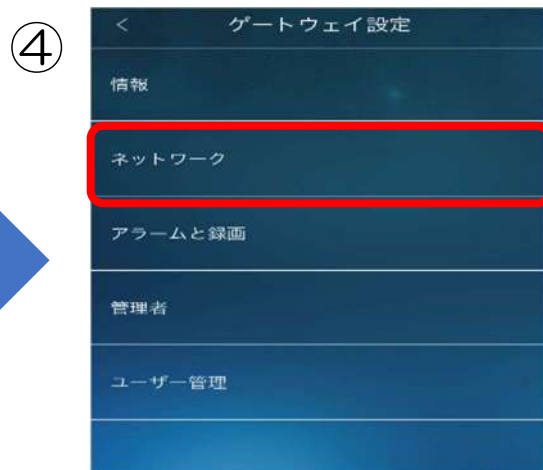 ④
< ゲートウェイ設定
情報
ネットワーク
アラームと録画
管理者
ユーザー管理